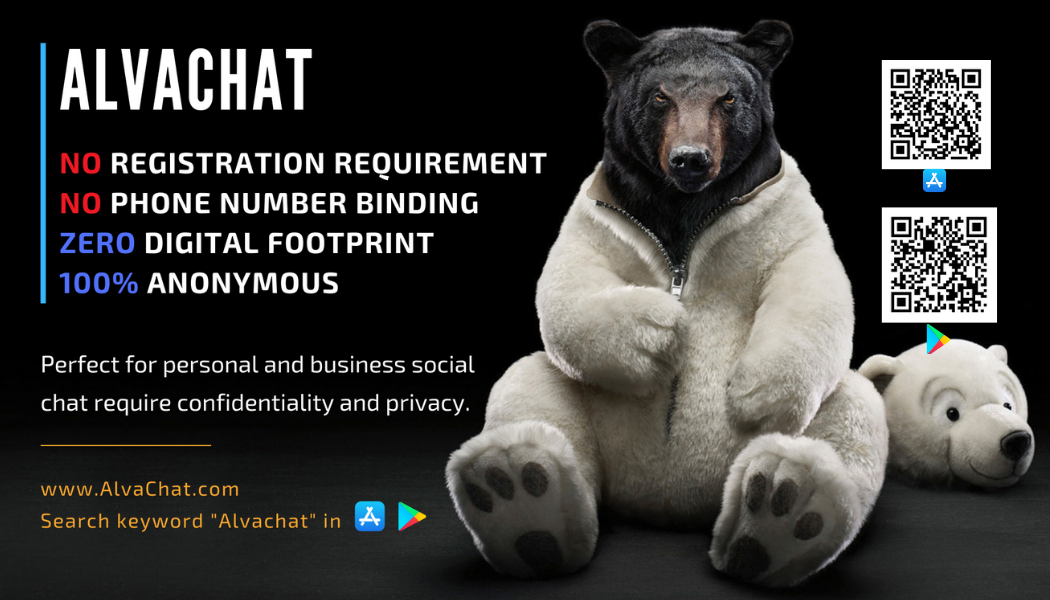 ALVACHAT
NO REGISTRATION REQUIREMENT
NO PHONE NUMBER BINDING
ZERO DIGITAL FOOTPRINT
100% ANONYMOUS
Perfect for personal and business social
chat require confidentiality and privacy.
www.AlvaChat.com
Search keyword "Alvachat" in